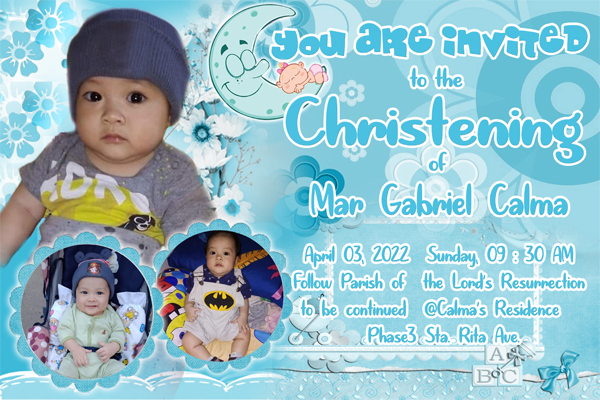 You are invited
to the
Christening
of
Mar Gabriel Calma
April 03, 2022 Sunday, 09 : 30 AM
Follow Parish of the Lord's Resurrection
to be continued @Calma's Residence
Phase3 Sta. Rita Ave.
A
B C